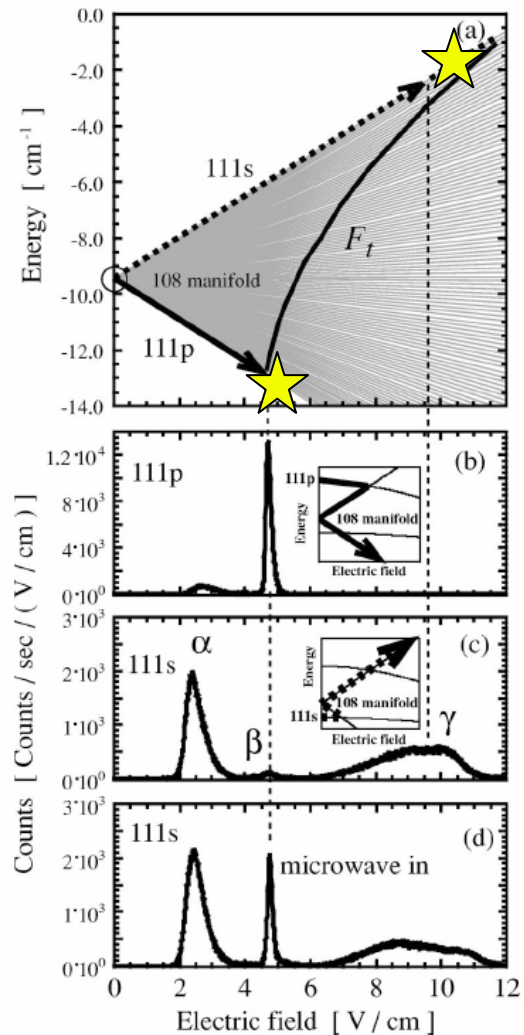 (a)
0.0
-2.0
-4.0
-6.0
-8.0
-10.0
-12.0
-14.0
Energy [ cm⁻¹ ]
111s
108 manifold
111p
Fₜ
(b)
111p
1.2·10⁴
8·10³
4·10³
0·10⁰
111p
108 manifold
Energy
Electric field
(c)
111s
α
β
γ
3·10³
2·10³
1·10³
0·10⁰
Energy
108 manifold
111s
Electric field
Counts [ Counts / sec / ( V / cm ) ]
(d)
111s
microwave in
3·10³
2·10³
1·10³
0·10⁰
0 2 4 6 8 10 12
Electric field [ V / cm ]